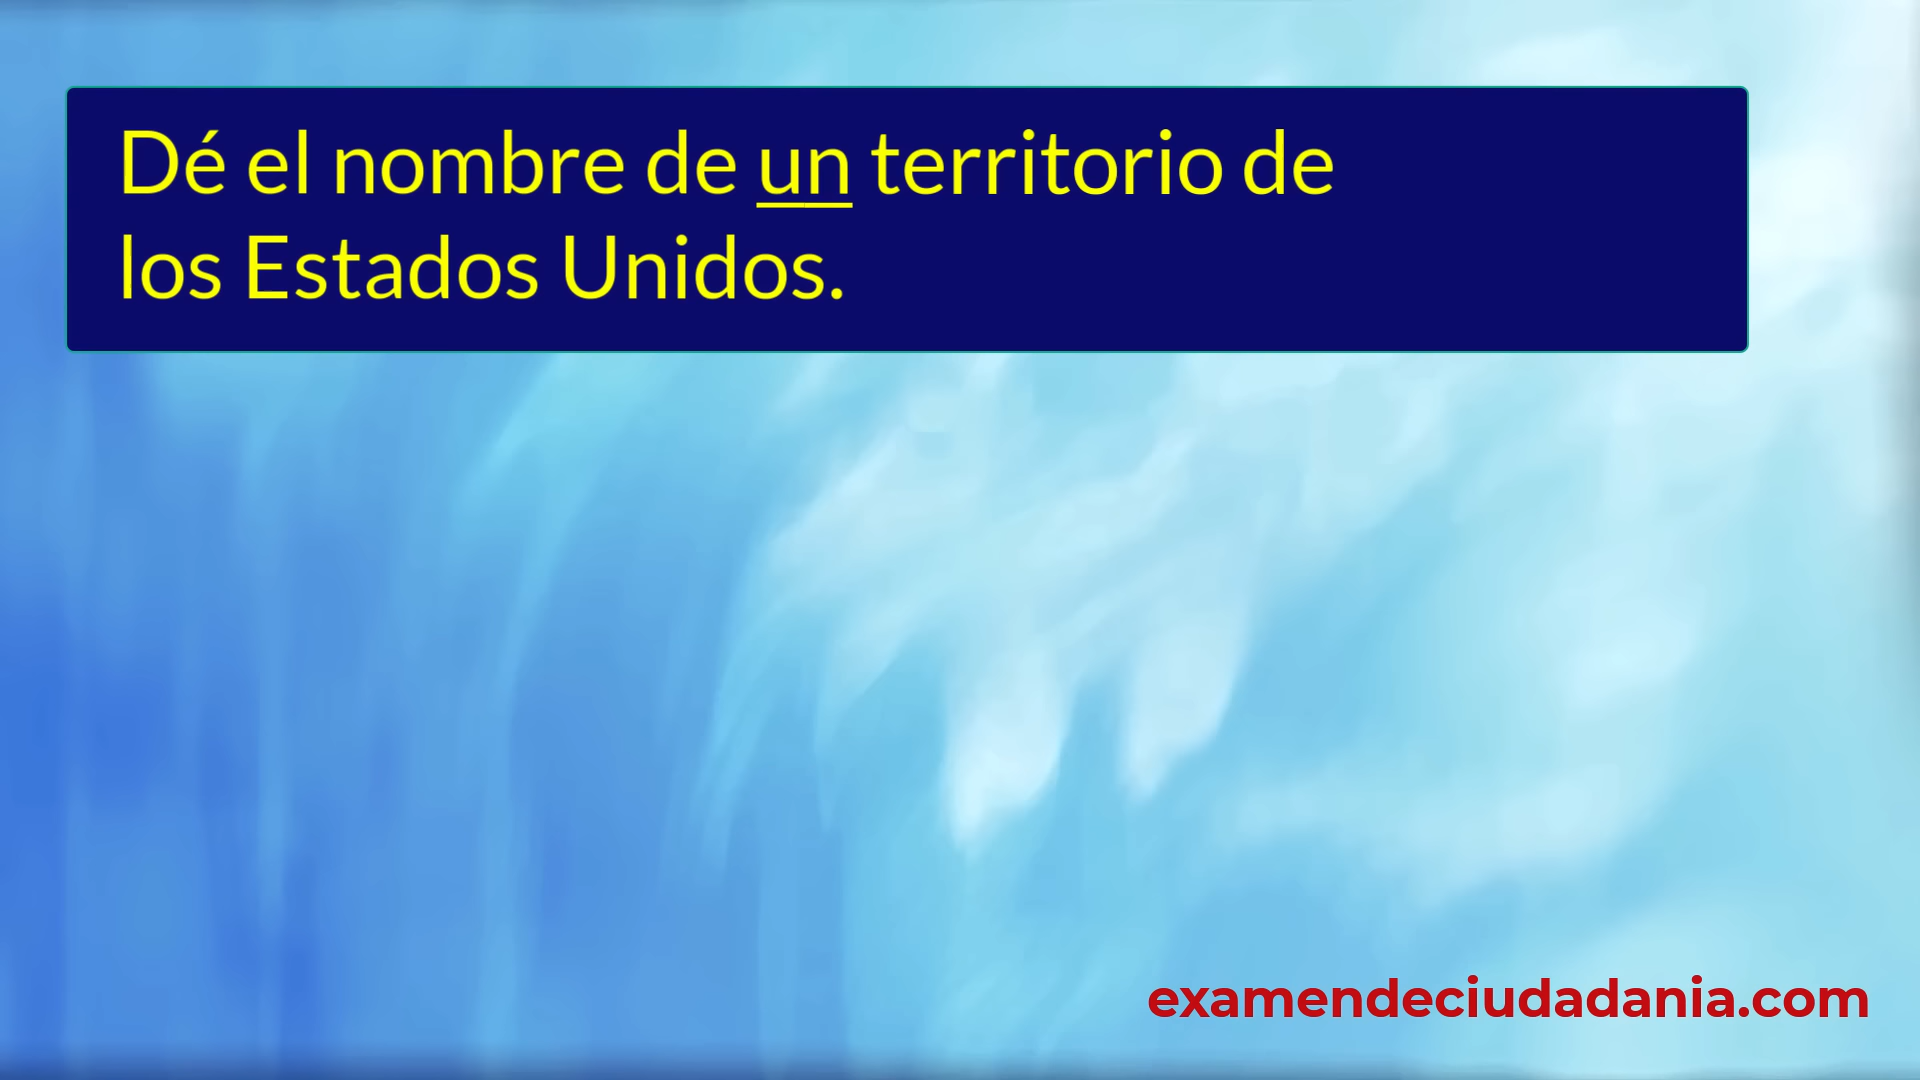 Dé el nombre de un territorio de
los Estados Unidos.
examendeciudadania.com